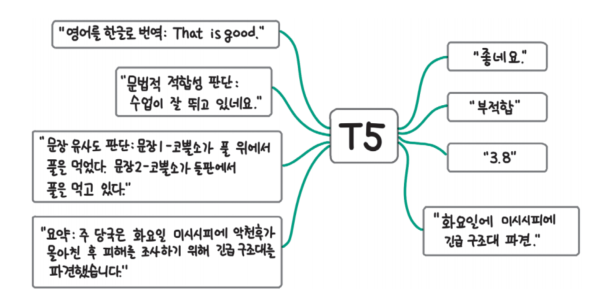 "영어를 한글로 번역: That is good."
"문법적 적합성 판단:
수업이 잘 뛰고 있네요."
"문장 유사도 판단: 문장1-코뿔소가 풀 위에서
풀을 먹었다. 문장2-코뿔소가 들판에서
풀을 먹고 있다."
"요약: 주 당국은 화요일 미시시피에 악천후가
몰아친 후 피해를 조사하기 위해 긴급 구조대를
파견했습니다."
T5
"좋네요."
"부적합"
"3.8"
"화요일에 미시시피에
긴급 구조대 파견."